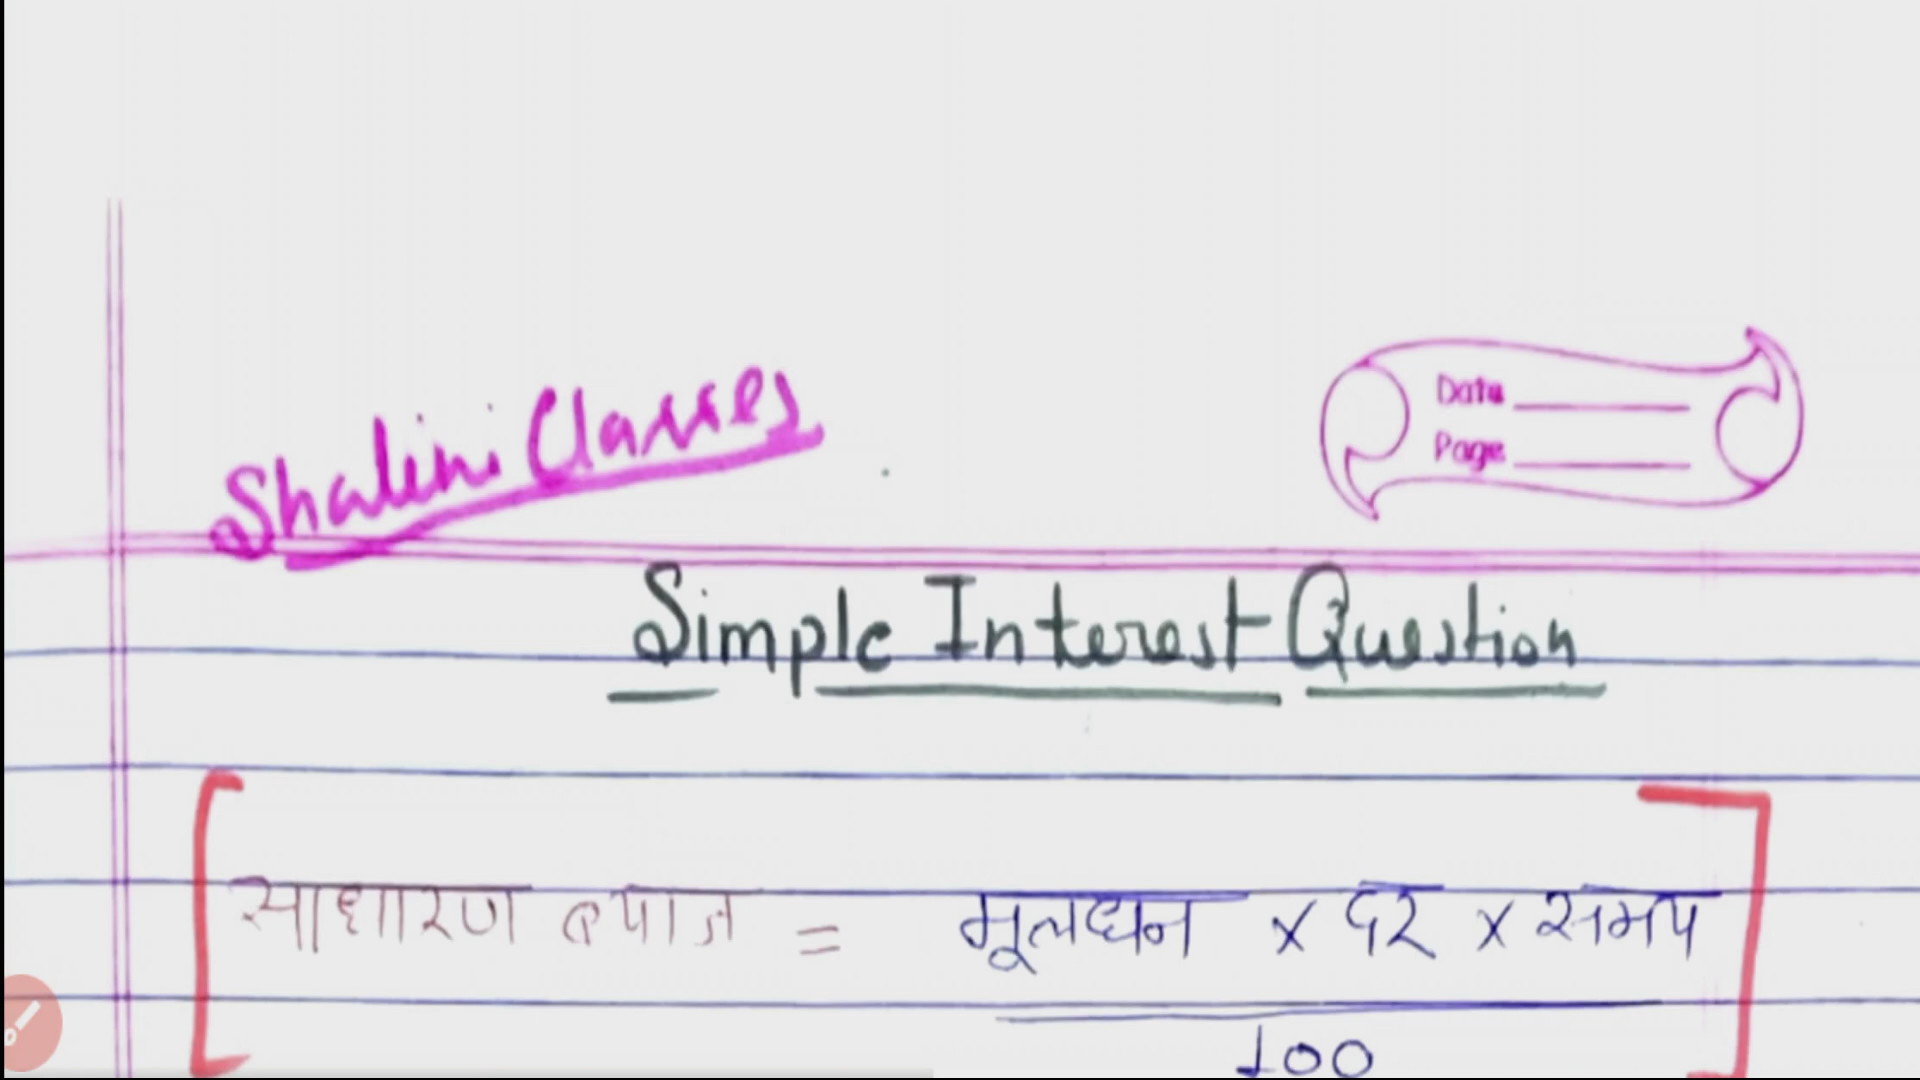 Shalini Classes
Date
Page
Simple Interest Question
साधारण ब्याज = मूलधन × दर × समय
100